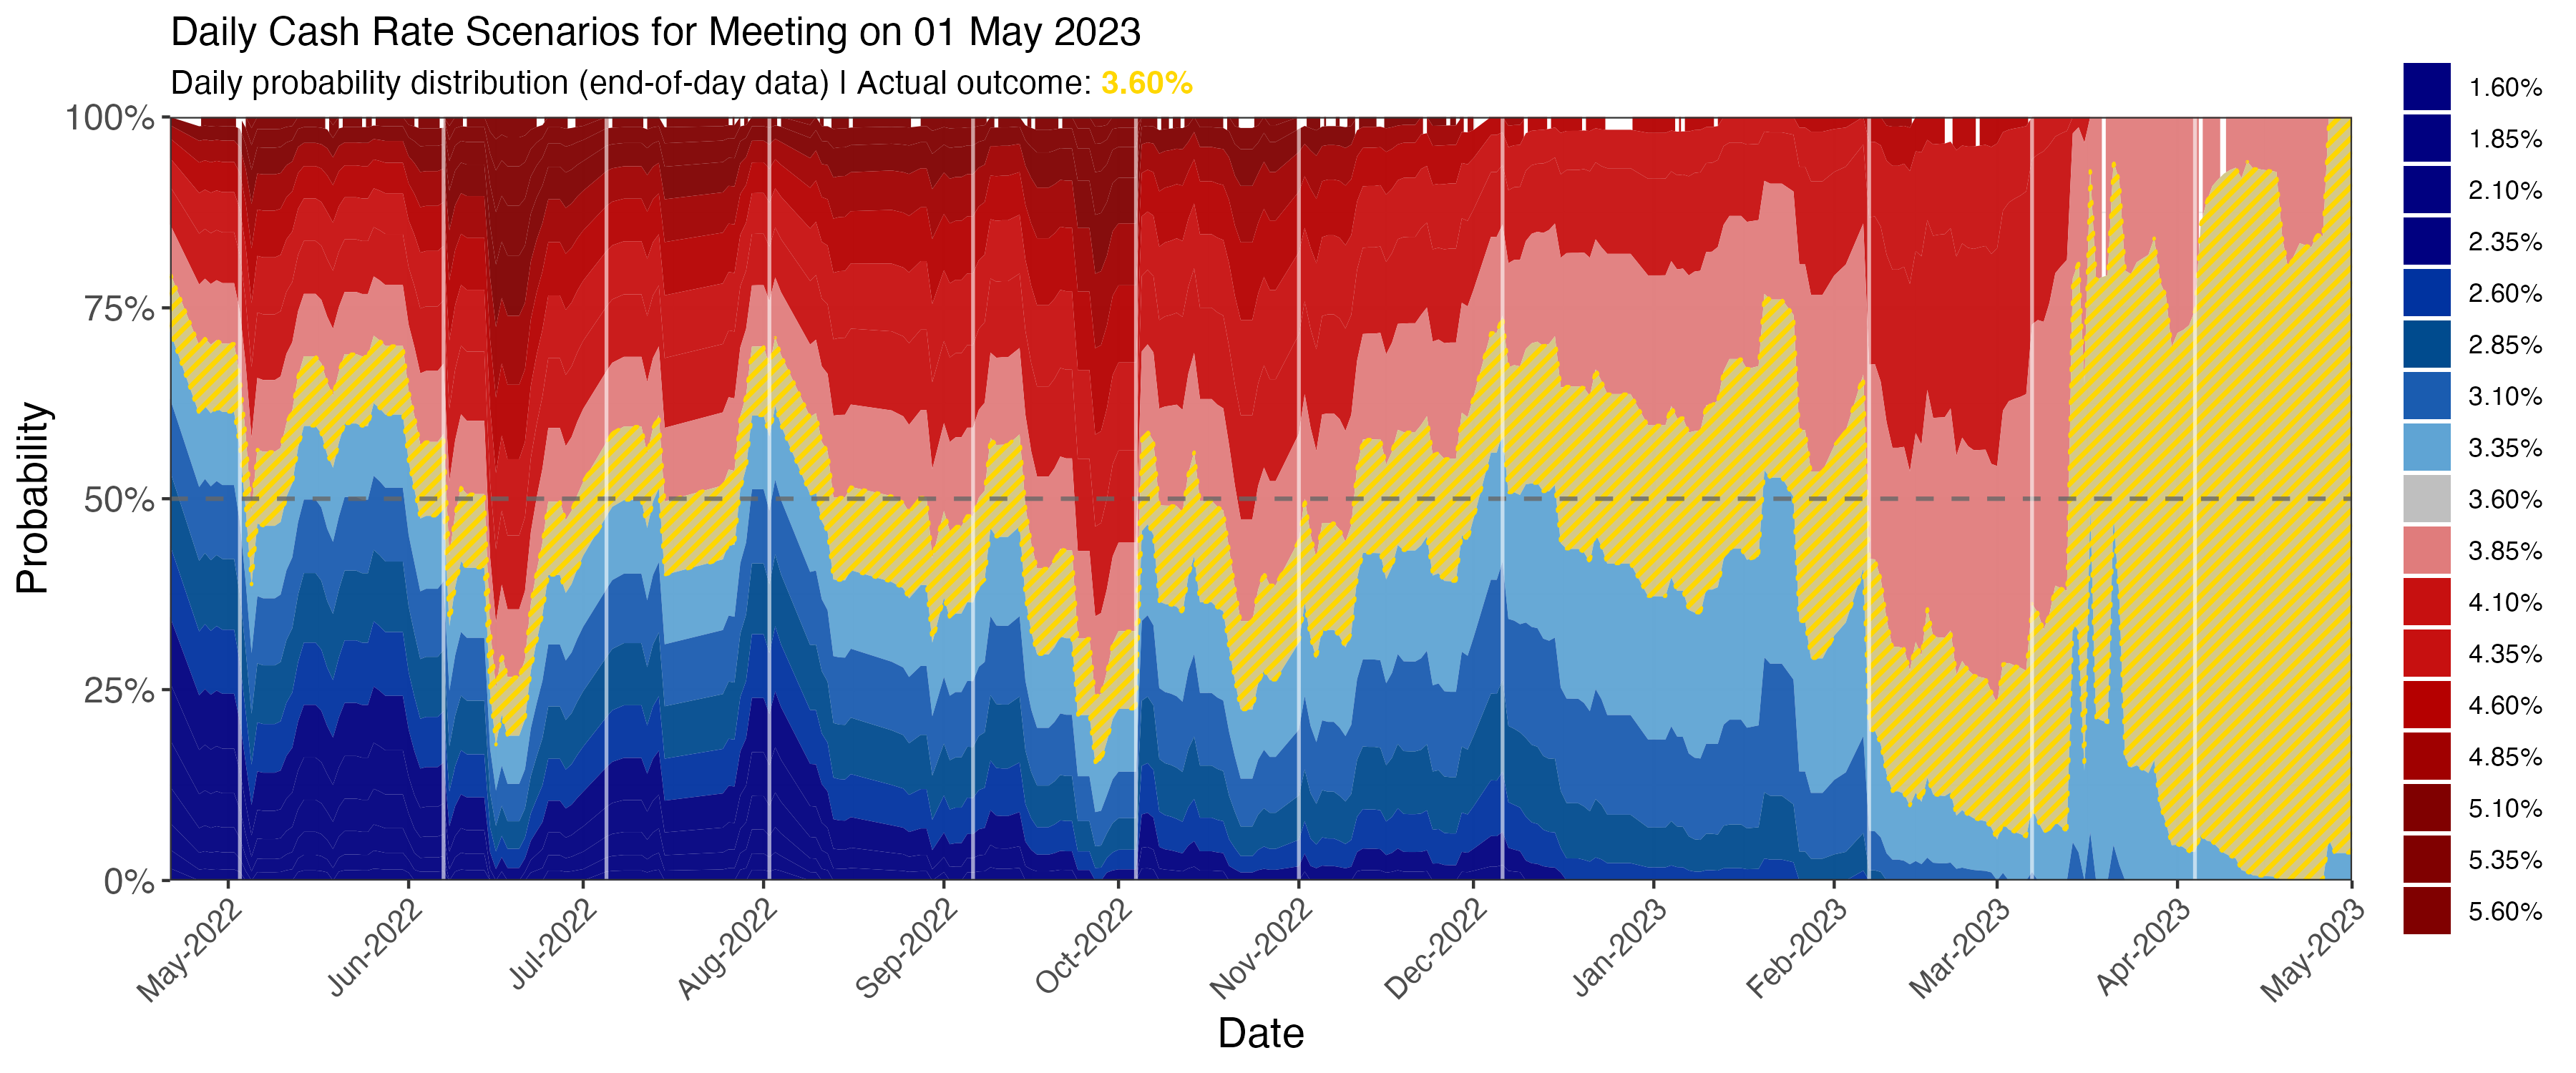 Daily Cash Rate Scenarios for Meeting on 01 May 2023
Daily probability distribution (end-of-day data) | Actual outcome: 3.60%
Probability
100%
75%
50%
25%
0%
May-2022
Jun-2022
Jul-2022
Aug-2022
Sep-2022
Oct-2022
Nov-2022
Dec-2022
Jan-2023
Feb-2023
Mar-2023
Apr-2023
May-2023
Date
1.60%
1.85%
2.10%
2.35%
2.60%
2.85%
3.10%
3.35%
3.60%
3.85%
4.10%
4.35%
4.60%
4.85%
5.10%
5.35%
5.60%